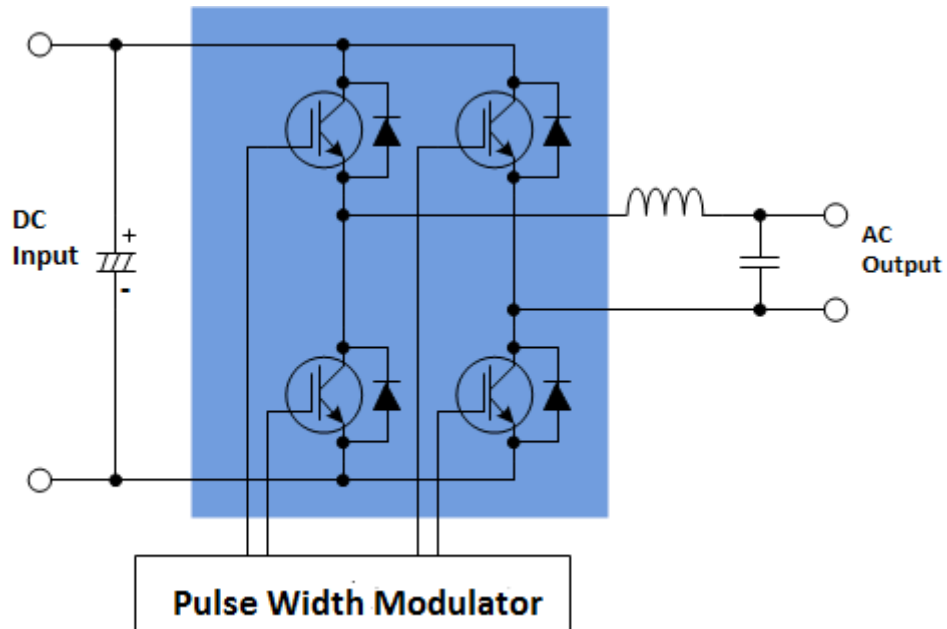 DC
Input
+
-
AC
Output
Pulse Width Modulator